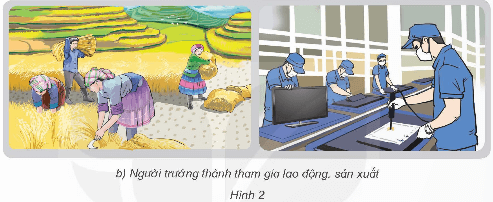 b) Người trưởng thành tham gia lao động, sản xuất
Hình 2